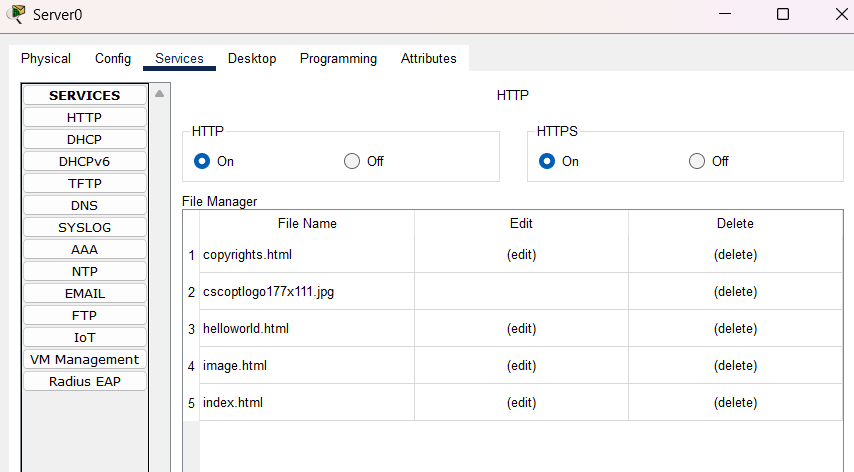 Server0
Physical Config Services Desktop Programming Attributes
SERVICES
HTTP
DHCP
DHCPv6
TFTP
DNS
SYSLOG
AAA
NTP
EMAIL
FTP
IoT
VM Management
Radius EAP
HTTP
HTTP
On Off
HTTPS
On Off
File Manager
File Name Edit Delete
1 copyrights.html (edit) (delete)
2 cscoptlogo177x111.jpg (delete)
3 helloworld.html (edit) (delete)
4 image.html (edit) (delete)
5 index.html (edit) (delete)